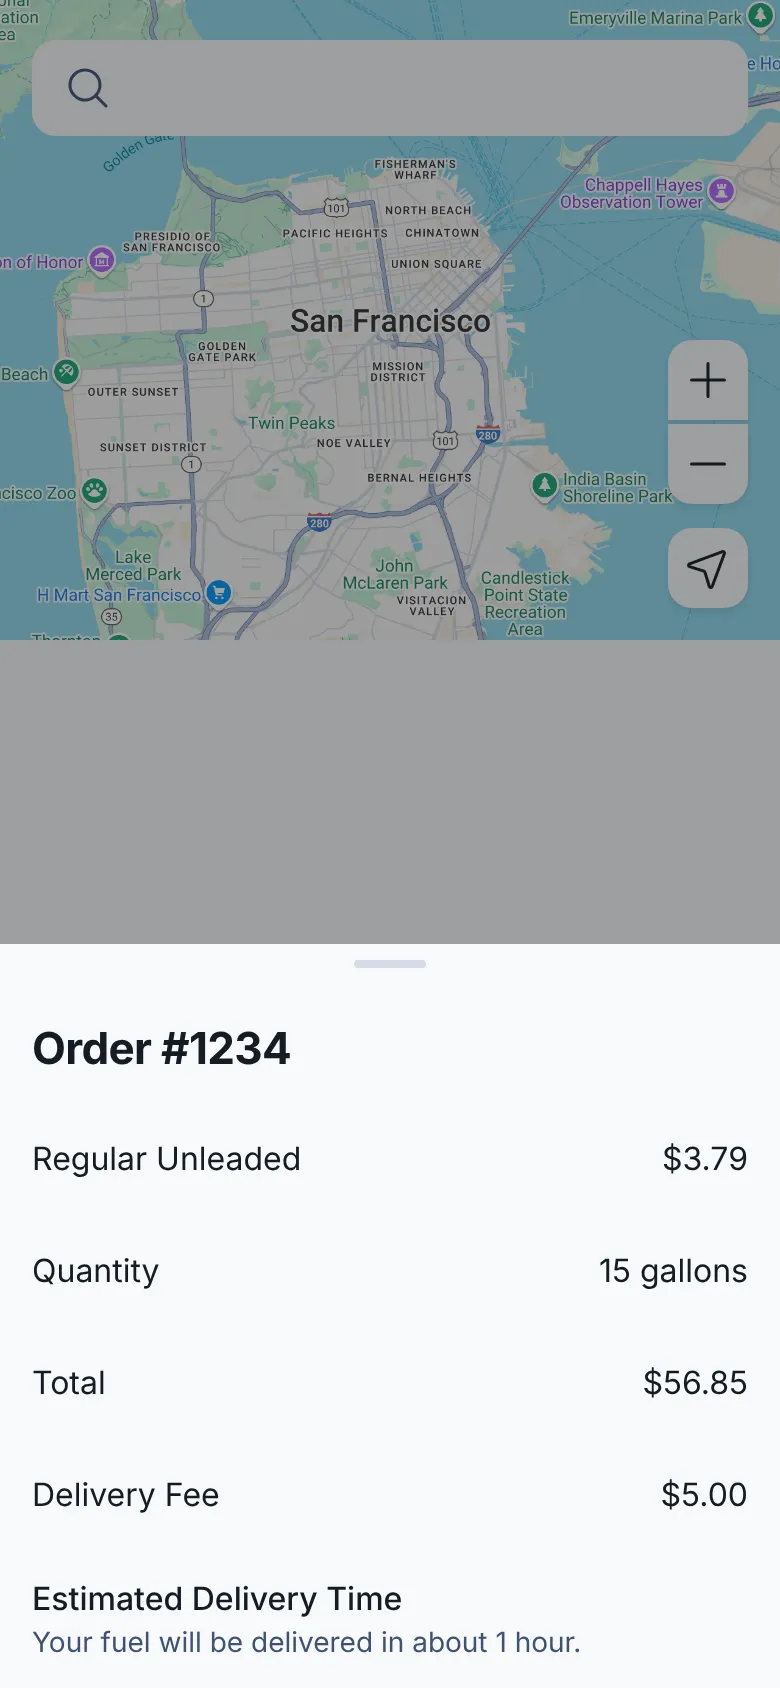 ation
ea
Emeryville Marina Park
e Ho
Golden Gate
FISHERMAN'S
WHARF
Chappell Hayes
Observation Tower
101
NORTH BEACH
PRESIDIO OF
SAN FRANCISCO
PACIFIC HEIGHTS
CHINATOWN
on of Honor
UNION SQUARE
1
San Francisco
GOLDEN
GATE PARK
Beach
MISSION
DISTRICT
OUTER SUNSET
Twin Peaks
SUNSET DISTRICT
NOE VALLEY
101
280
1
BERNAL HEIGHTS
cisco Zoo
India Basin
Shoreline Park
280
Lake
Merced Park
John
McLaren Park
Candlestick
Point State
Recreation
Area
H Mart San Francisco
VISITACION
VALLEY
35
Thornton
Order #1234
Regular Unleaded $3.79
Quantity 15 gallons
Total $56.85
Delivery Fee $5.00
Estimated Delivery Time
Your fuel will be delivered in about 1 hour.